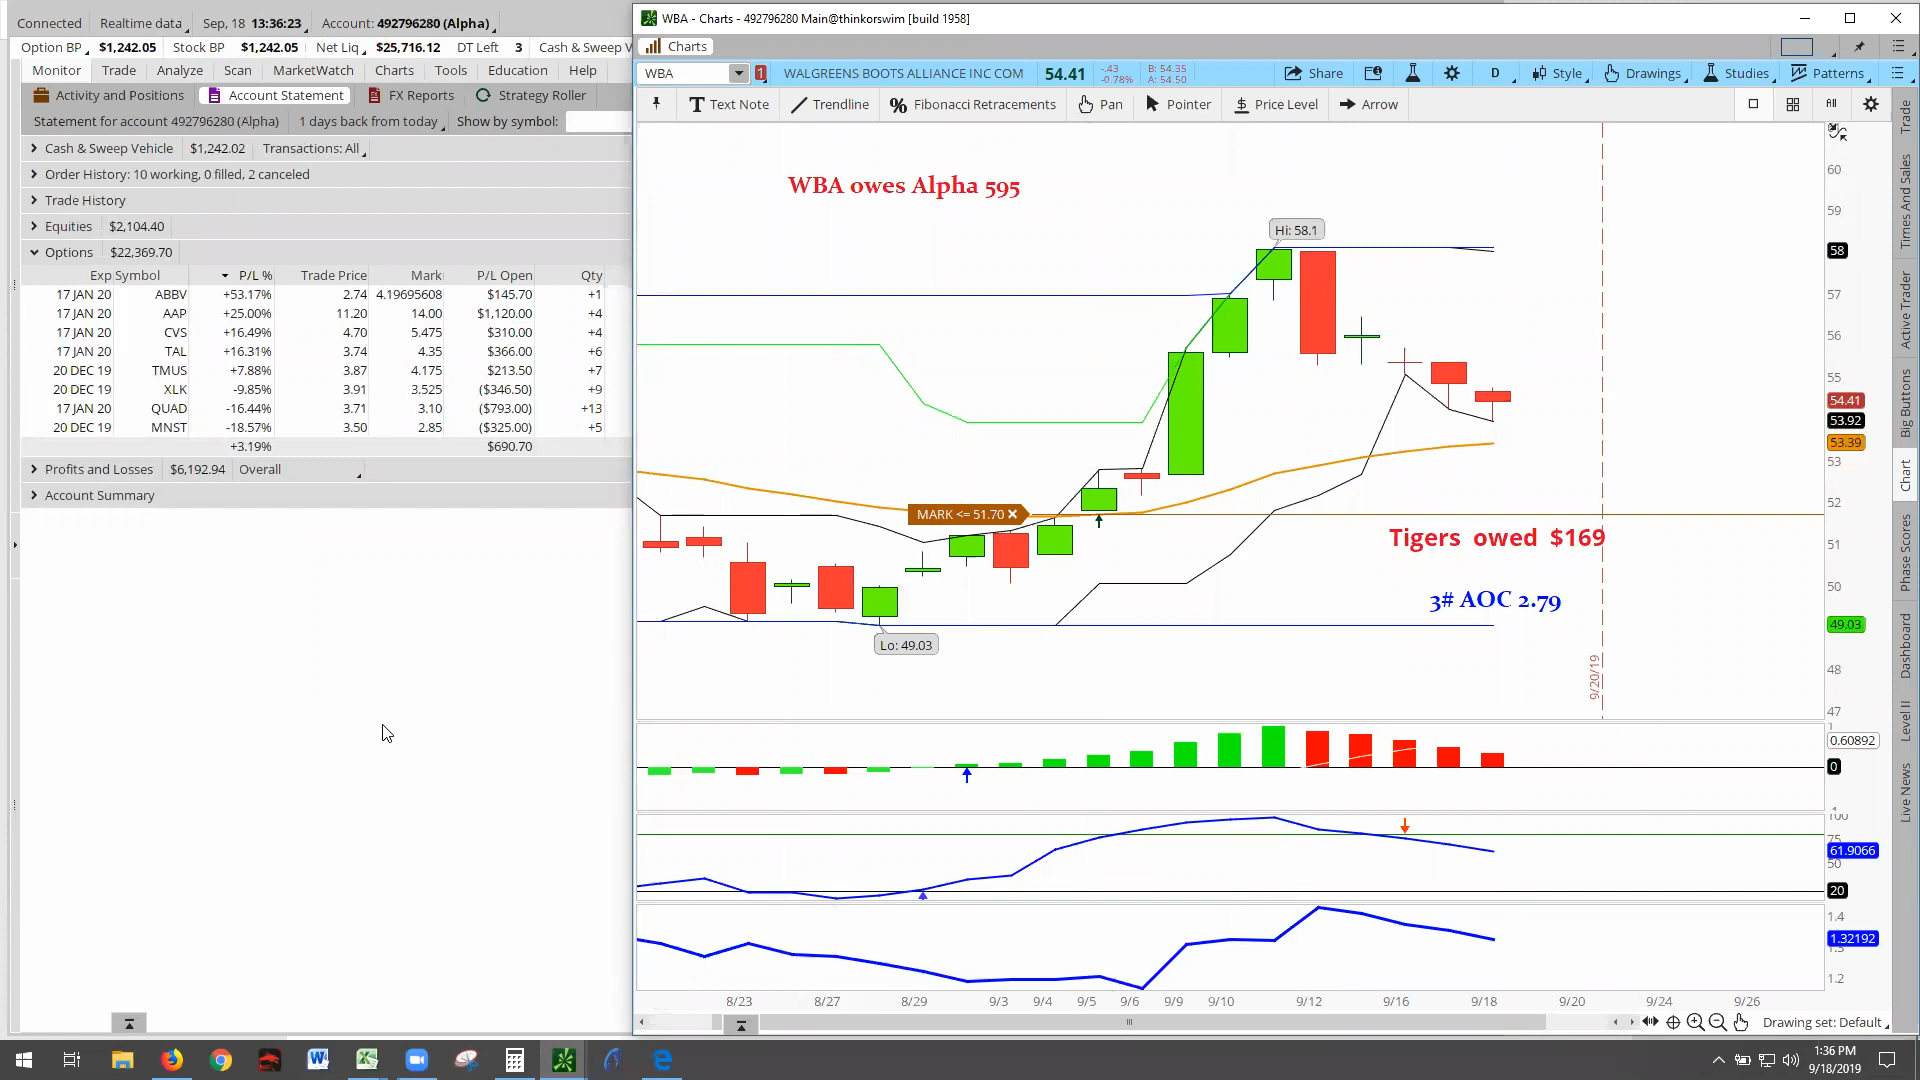 Connected Realtime data Sep, 18 13:36:23 Account: 492796280 (Alpha)
Option BP $1,242.05 Stock BP $1,242.05 Net Liq $25,716.12 DT Left 3 Cash & Sweep V
Monitor Trade Analyze Scan MarketWatch Charts Tools Education Help
Activity and Positions Account Statement FX Reports Strategy Roller
Statement for account 492796280 (Alpha) 1 days back from today Show by symbol:
Cash & Sweep Vehicle $1,242.02 Transactions: All
Order History: 10 working, 0 filled, 2 canceled
Trade History
Equities $2,104.40
Options $22,369.70
Exp Symbol P/L % Trade Price Mark P/L Open Qty
17 JAN 20 ABBV +53.17% 2.74 4.19695608 $145.70 +1
17 JAN 20 AAP +25.00% 11.20 14.00 $1,120.00 +4
17 JAN 20 CVS +16.49% 4.70 5.475 $310.00 +4
17 JAN 20 TAL +16.31% 3.74 4.35 $366.00 +6
20 DEC 19 TMUS +7.88% 3.87 4.175 $213.50 +7
20 DEC 19 XLK -9.85% 3.91 3.525 ($346.50) +9
17 JAN 20 QUAD -16.44% 3.71 3.10 ($793.00) +13
20 DEC 19 MNST -18.57% 3.50 2.85 ($325.00) +5
+3.19% $690.70
Profits and Losses $6,192.94 Overall
Account Summary
WBA - Charts - 492796280 Main@thinkorswim [build 1958]
Charts
WBA 1 WALGREENS BOOTS ALLIANCE INC COM 54.41 -.43 -0.78% B: 54.35 A: 54.50 Share D Style Drawings Studies Patterns
Text Note Trendline Fibonacci Retracements Pan Pointer Price Level Arrow All
WBA owes Alpha 595
Hi: 58.1
MARK <= 51.70
Tigers owed $169
3# AOC 2.79
Lo: 49.03
9/20/19
60
59
58
57
56
55
54.41
53.92
53.39
53
52
51
50
49.03
48
47
1
0.60892
0
-1
100
75
61.9066
50
20
1.4
1.32192
1.3
1.2
8/23 8/27 8/29 9/3 9/4 9/5 9/6 9/9 9/10 9/12 9/16 9/18 9/20 9/24 9/26
Drawing set: Default
Trade
Times And Sales
Active Trader
Big Buttons
Chart
Phase Scores
Dashboard
Level II
Live News
1:36 PM
9/18/2019